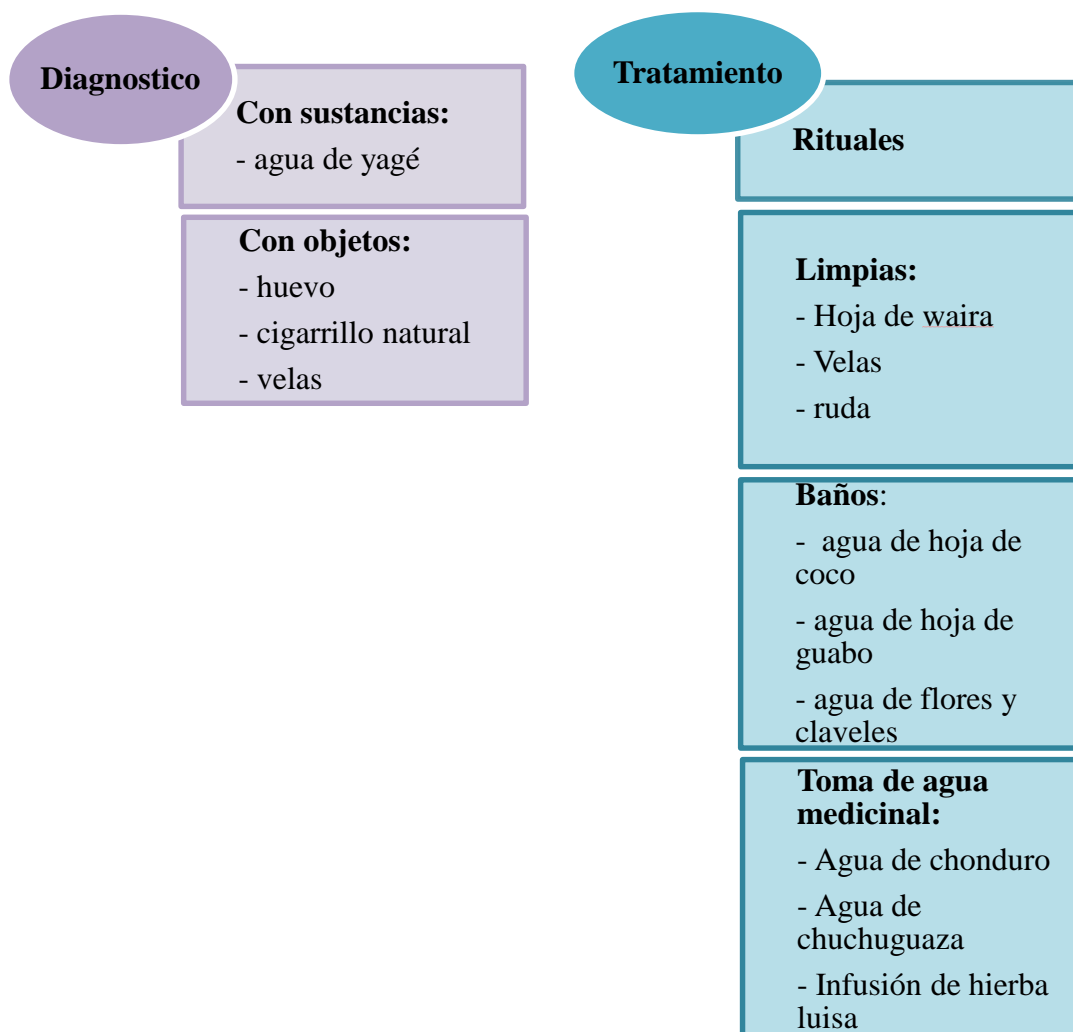 Diagnostico
Con sustancias:
- agua de yagé
Con objetos:
- huevo
- cigarrillo natural
- velas
Tratamiento
Rituales
Limpias:
- Hoja de waira
- Velas
- ruda
Baños:
- agua de hoja de
coco
- agua de hoja de
guabo
- agua de flores y
claveles
Toma de agua
medicinal:
- Agua de chonduro
- Agua de
chuchuguaza
- Infusión de hierba
luisa